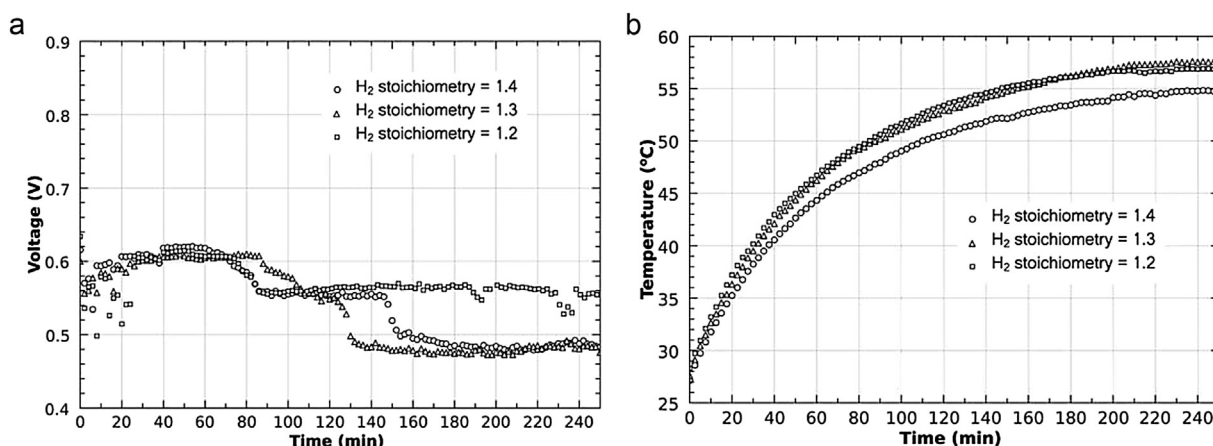 a
0.9
0.8
0.7
0.6
0.5
0.4
Voltage (V)
H₂ stoichiometry = 1.4
H₂ stoichiometry = 1.3
H₂ stoichiometry = 1.2
0 20 40 60 80 100 120 140 160 180 200 220 240
Time (min)
b
60
55
50
45
40
35
30
25
Temperature (°C)
H₂ stoichiometry = 1.4
H₂ stoichiometry = 1.3
H₂ stoichiometry = 1.2
0 20 40 60 80 100 120 140 160 180 200 220 240
Time (min)